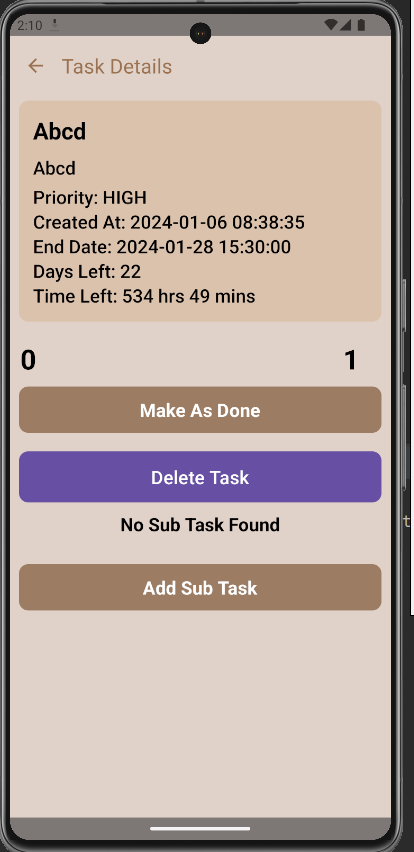 2:10
Task Details
Abcd
Abcd
Priority: HIGH
Created At: 2024-01-06 08:38:35
End Date: 2024-01-28 15:30:00
Days Left: 22
Time Left: 534 hrs 49 mins
0 1
Make As Done
Delete Task
t
No Sub Task Found
Add Sub Task